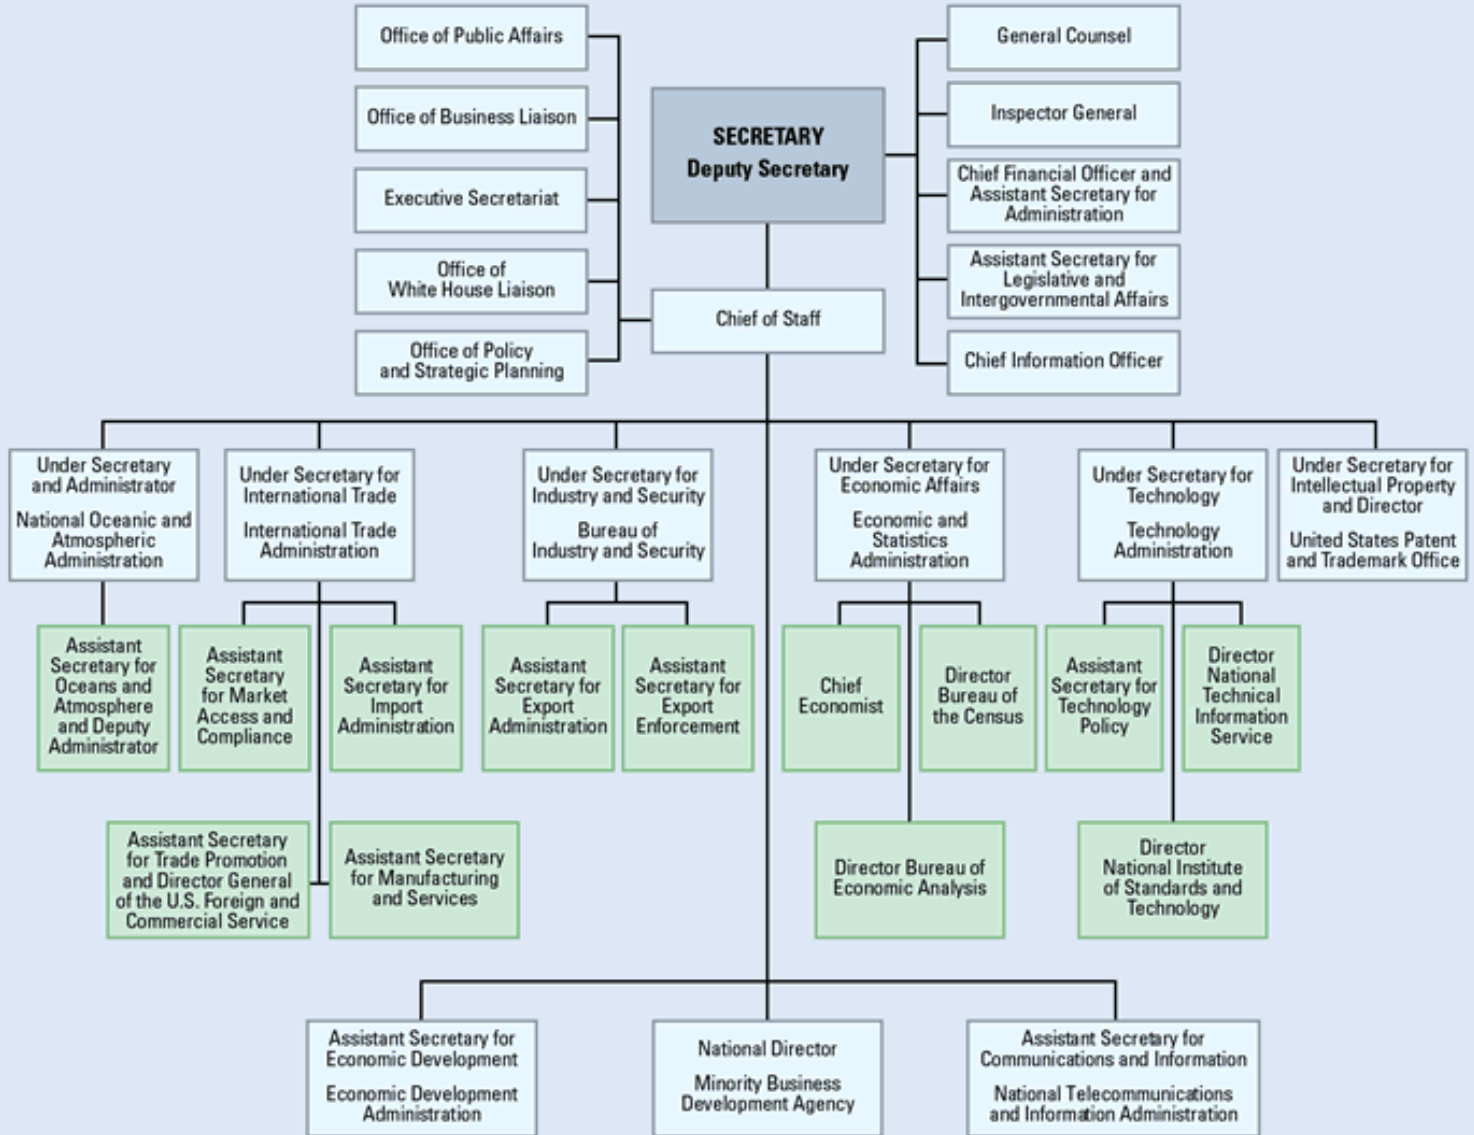 Office of Public Affairs
Office of Business Liaison
Executive Secretariat
Office of
White House Liaison
Office of Policy
and Strategic Planning
SECRETARY
Deputy Secretary
Chief of Staff
General Counsel
Inspector General
Chief Financial Officer and
Assistant Secretary for
Administration
Assistant Secretary for
Legislative and
Intergovernmental Affairs
Chief Information Officer
Under Secretary
and Administrator
National Oceanic and
Atmospheric
Administration
Under Secretary for
International Trade
International Trade
Administration
Under Secretary for
Industry and Security
Bureau of
Industry and Security
Under Secretary for
Economic Affairs
Economic and
Statistics
Administration
Under Secretary for
Technology
Technology
Administration
Under Secretary for
Intellectual Property
and Director
United States Patent
and Trademark Office
Assistant
Secretary for
Oceans and
Atmosphere
and Deputy
Administrator
Assistant
Secretary
for Market
Access and
Compliance
Assistant
Secretary for
Import
Administration
Assistant
Secretary for
Export
Administration
Assistant
Secretary for
Export
Enforcement
Chief
Economist
Director
Bureau of
the Census
Assistant
Secretary for
Technology
Policy
Director
National
Technical
Information
Service
Assistant Secretary
for Trade Promotion
and Director General
of the U.S. Foreign and
Commercial Service
Assistant Secretary
for Manufacturing
and Services
Director Bureau of
Economic Analysis
Director
National Institute
of Standards and
Technology
Assistant Secretary for
Economic Development
Economic Development
Administration
National Director
Minority Business
Development Agency
Assistant Secretary for
Communications and Information
National Telecommunications
and Information Administration